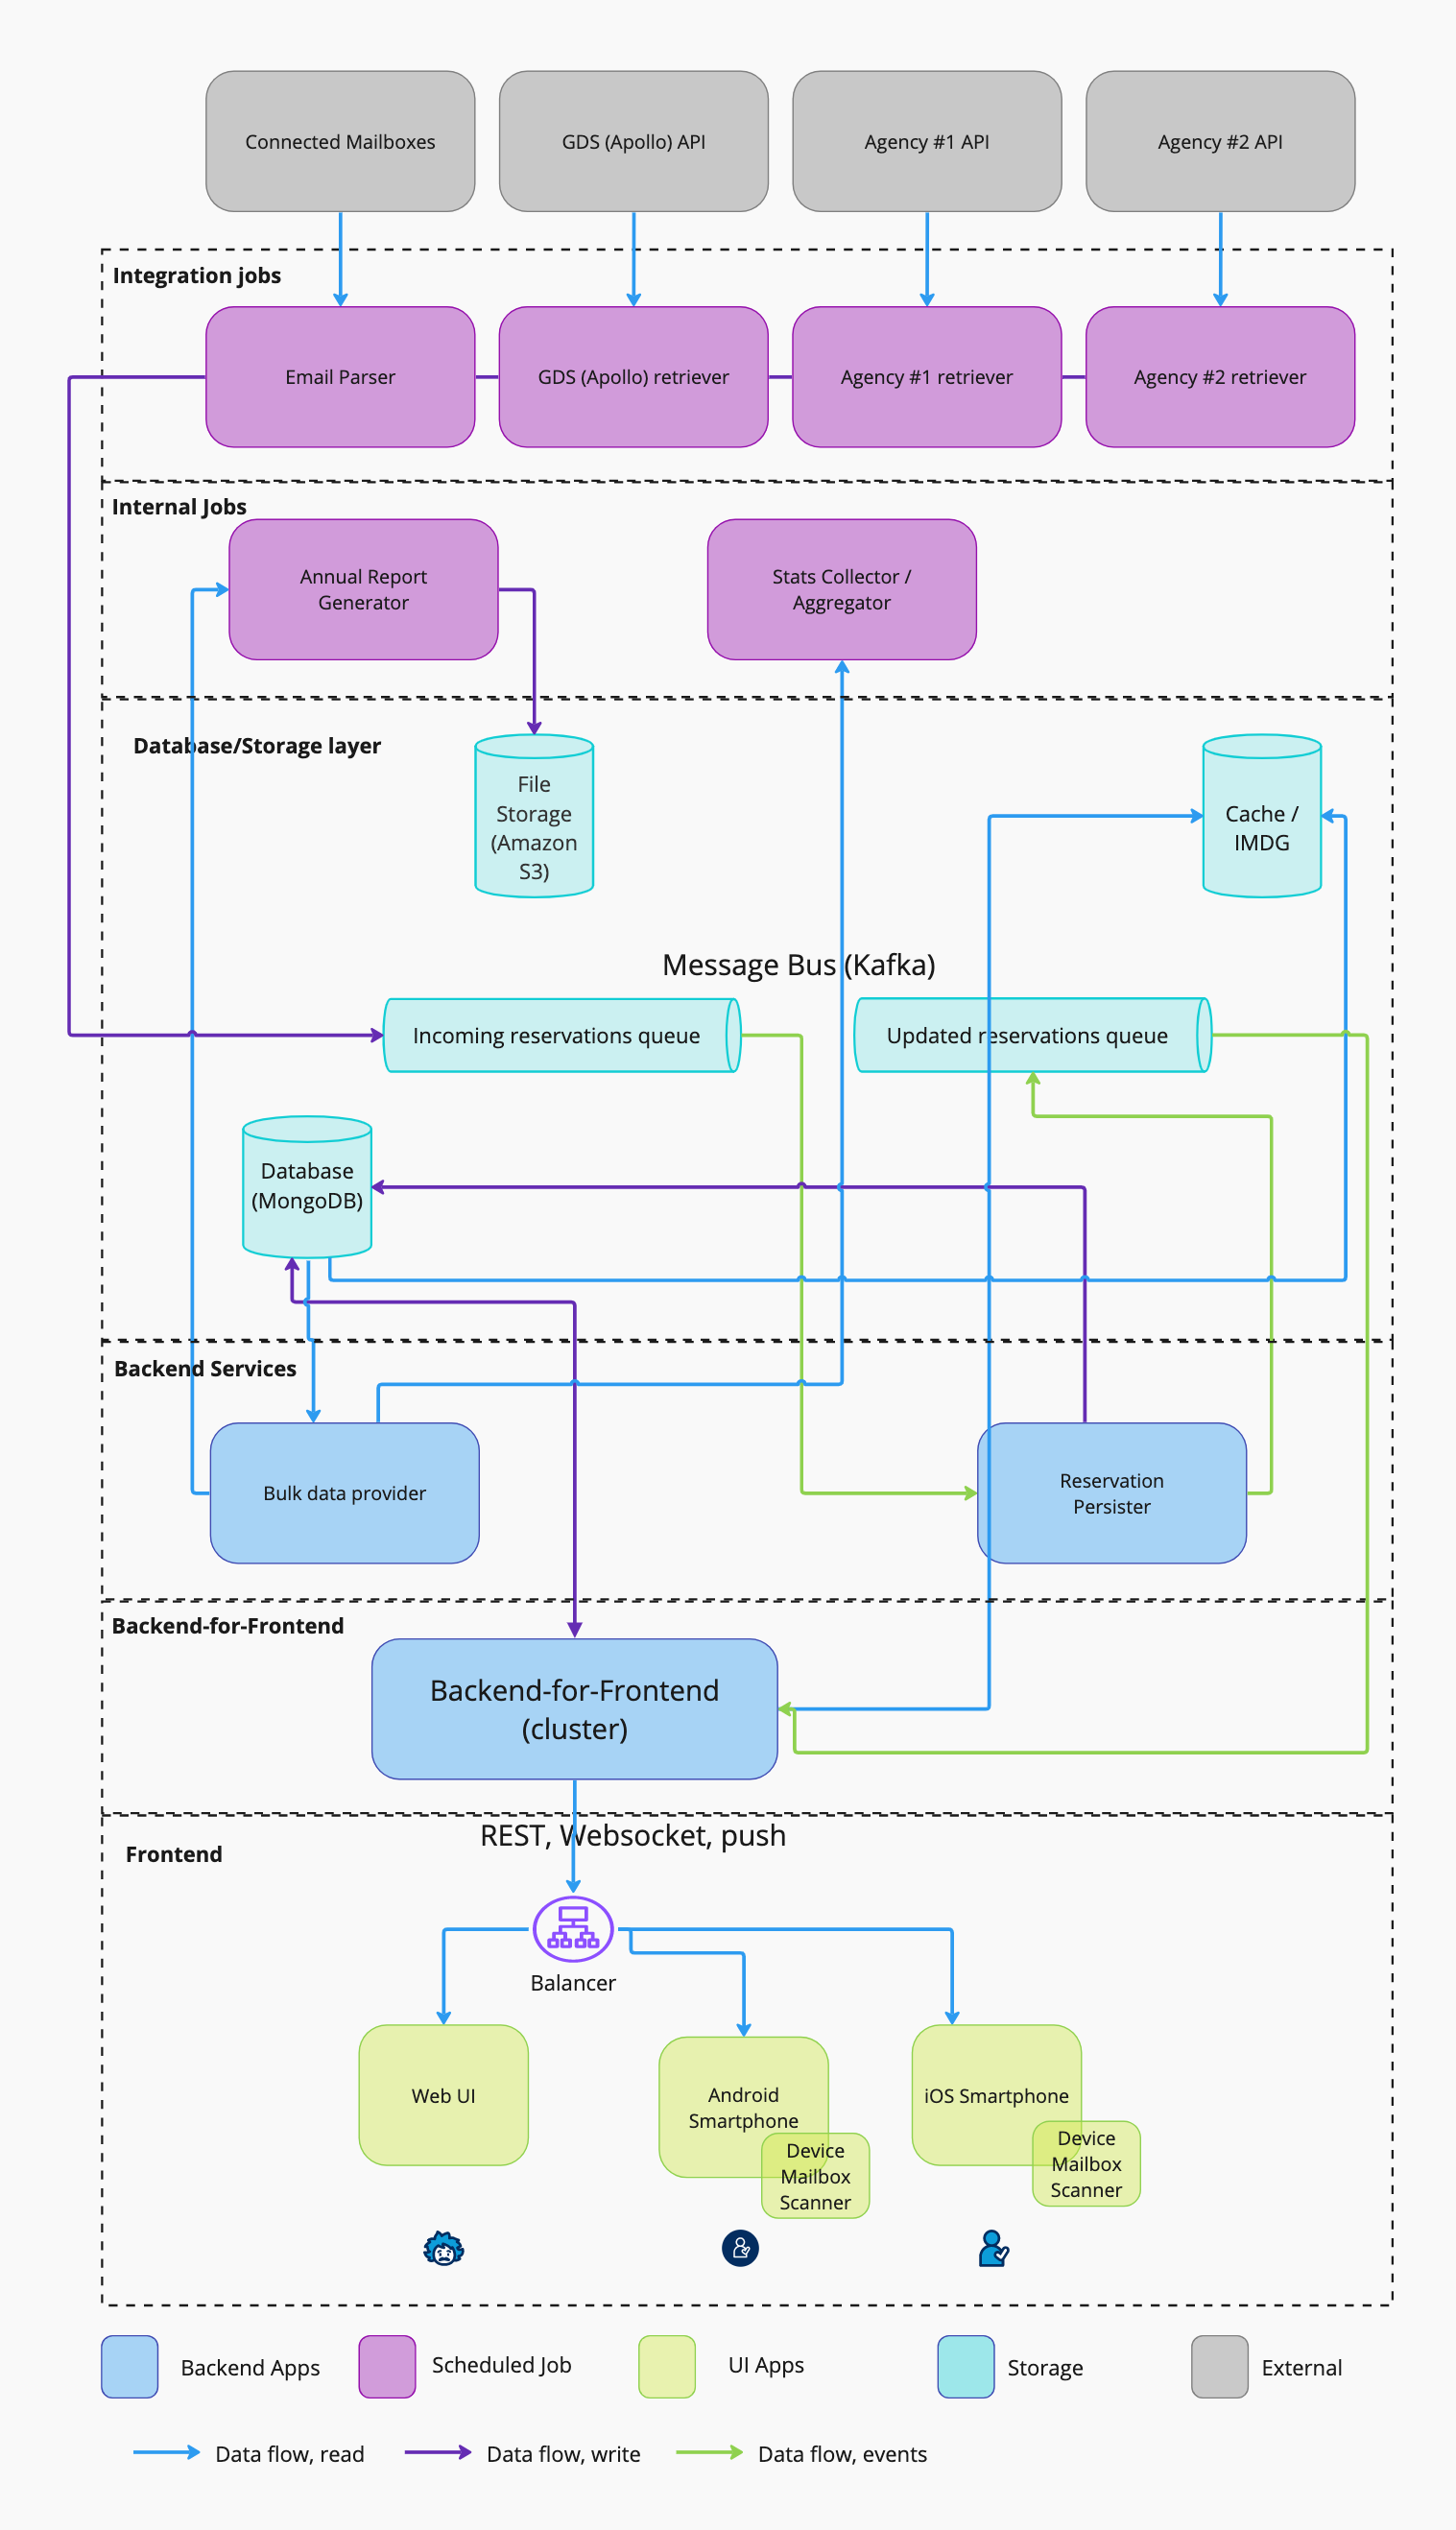 Connected Mailboxes
GDS (Apollo) API
Agency #1 API
Agency #2 API
Integration jobs
Email Parser
GDS (Apollo) retriever
Agency #1 retriever
Agency #2 retriever
Internal Jobs
Annual Report
Generator
Stats Collector /
Aggregator
Database/Storage layer
File
Storage
(Amazon
S3)
Cache /
IMDG
Message Bus (Kafka)
Incoming reservations queue
Updated reservations queue
Database
(MongoDB)
Backend Services
Bulk data provider
Reservation
Persister
Backend-for-Frontend
Backend-for-Frontend
(cluster)
REST, Websocket, push
Frontend
Balancer
Web UI
Android
Smartphone
Device
Mailbox
Scanner
iOS Smartphone
Device
Mailbox
Scanner
Backend Apps
Scheduled Job
UI Apps
Storage
External
Data flow, read
Data flow, write
Data flow, events